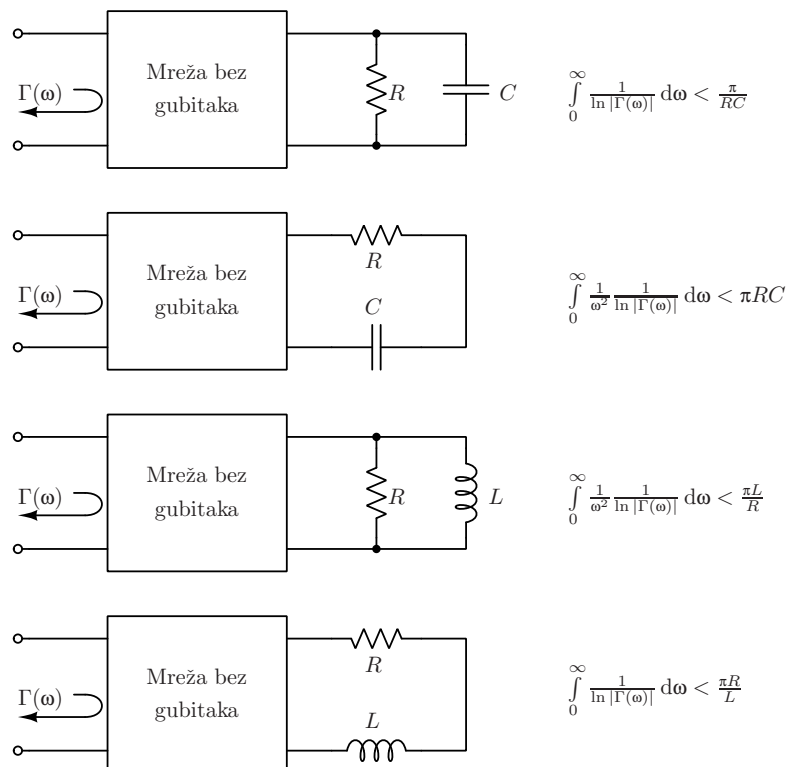 Mreža bez
gubitaka
Γ(ω)
R
C
∫₀^∞ 1/ln |Γ(ω)| dω < π/RC
Mreža bez
gubitaka
Γ(ω)
R
C
∫₀^∞ 1/ω² 1/ln |Γ(ω)| dω < πRC
Mreža bez
gubitaka
Γ(ω)
R
L
∫₀^∞ 1/ω² 1/ln |Γ(ω)| dω < πL/R
Mreža bez
gubitaka
Γ(ω)
R
L
∫₀^∞ 1/ln |Γ(ω)| dω < πR/L